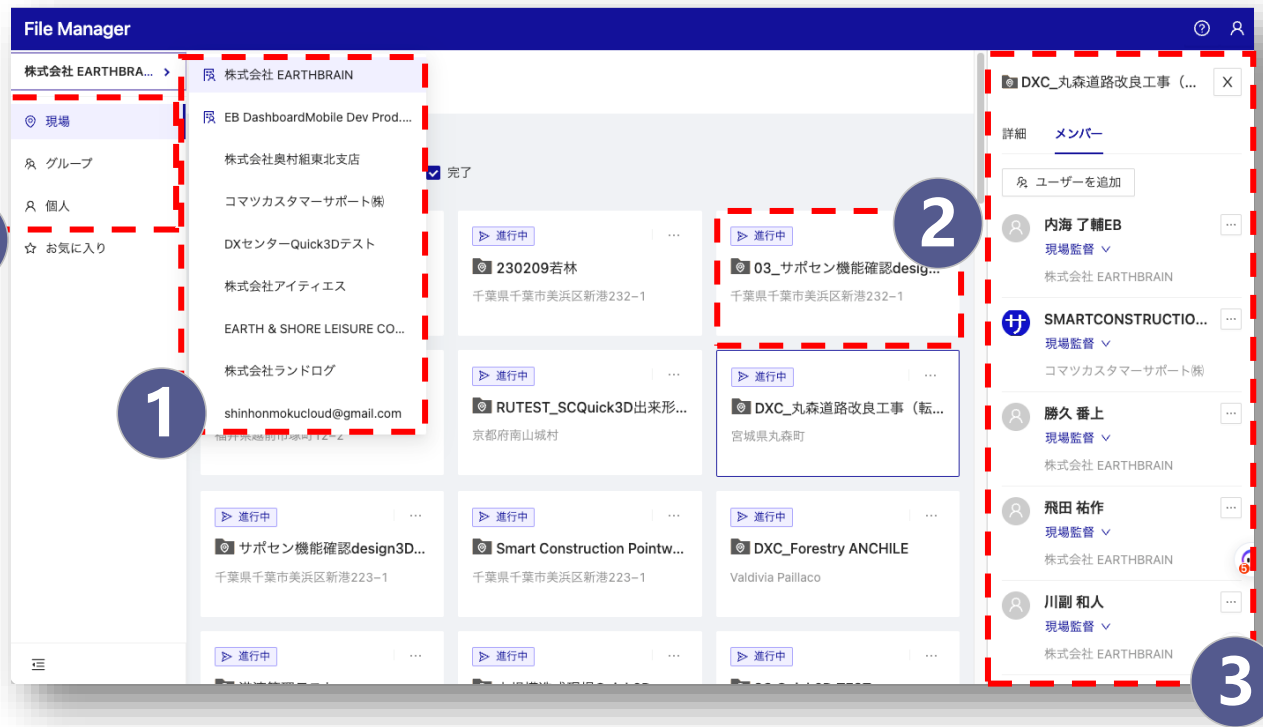 File Manager
株式会社 EARTHBRA...
現場
グループ
個人
お気に入り
株式会社 EARTHBRAIN
EB DashboardMobile Dev Prod....
株式会社奥村組東北支店
コマツカスタマーサポート㈱
DXセンターQuick3Dテスト
株式会社アイティエス
EARTH & SHORE LEISURE CO...
株式会社ランドログ
shinhonmokucloud@gmail.com
1
完了
進行中
230209若林
千葉県千葉市美浜区新港232−1
進行中
03_サポセン機能確認desig...
千葉県千葉市美浜区新港232−1
2
進行中
RUTEST_SCQuick3D出来形...
京都府南山城村
進行中
DXC_丸森道路改良工事（転...
宮城県丸森町
進行中
サポセン機能確認design3D...
千葉県千葉市美浜区新港223−1
進行中
Smart Construction Pointw...
千葉県千葉市美浜区新港223−1
進行中
DXC_Forestry ANCHILE
Valdivia Paillaco
進行中
進行中
進行中
DXC_丸森道路改良工事（...
X
詳細 メンバー
ユーザーを追加
内海 了輔EB
現場監督
株式会社 EARTHBRAIN
サ
SMARTCONSTRUCTIO...
現場監督
コマツカスタマーサポート㈱
勝久 番上
現場監督
株式会社 EARTHBRAIN
飛田 祐作
現場監督
株式会社 EARTHBRAIN
5
川副 和人
現場監督
株式会社 EARTHBRAIN
3